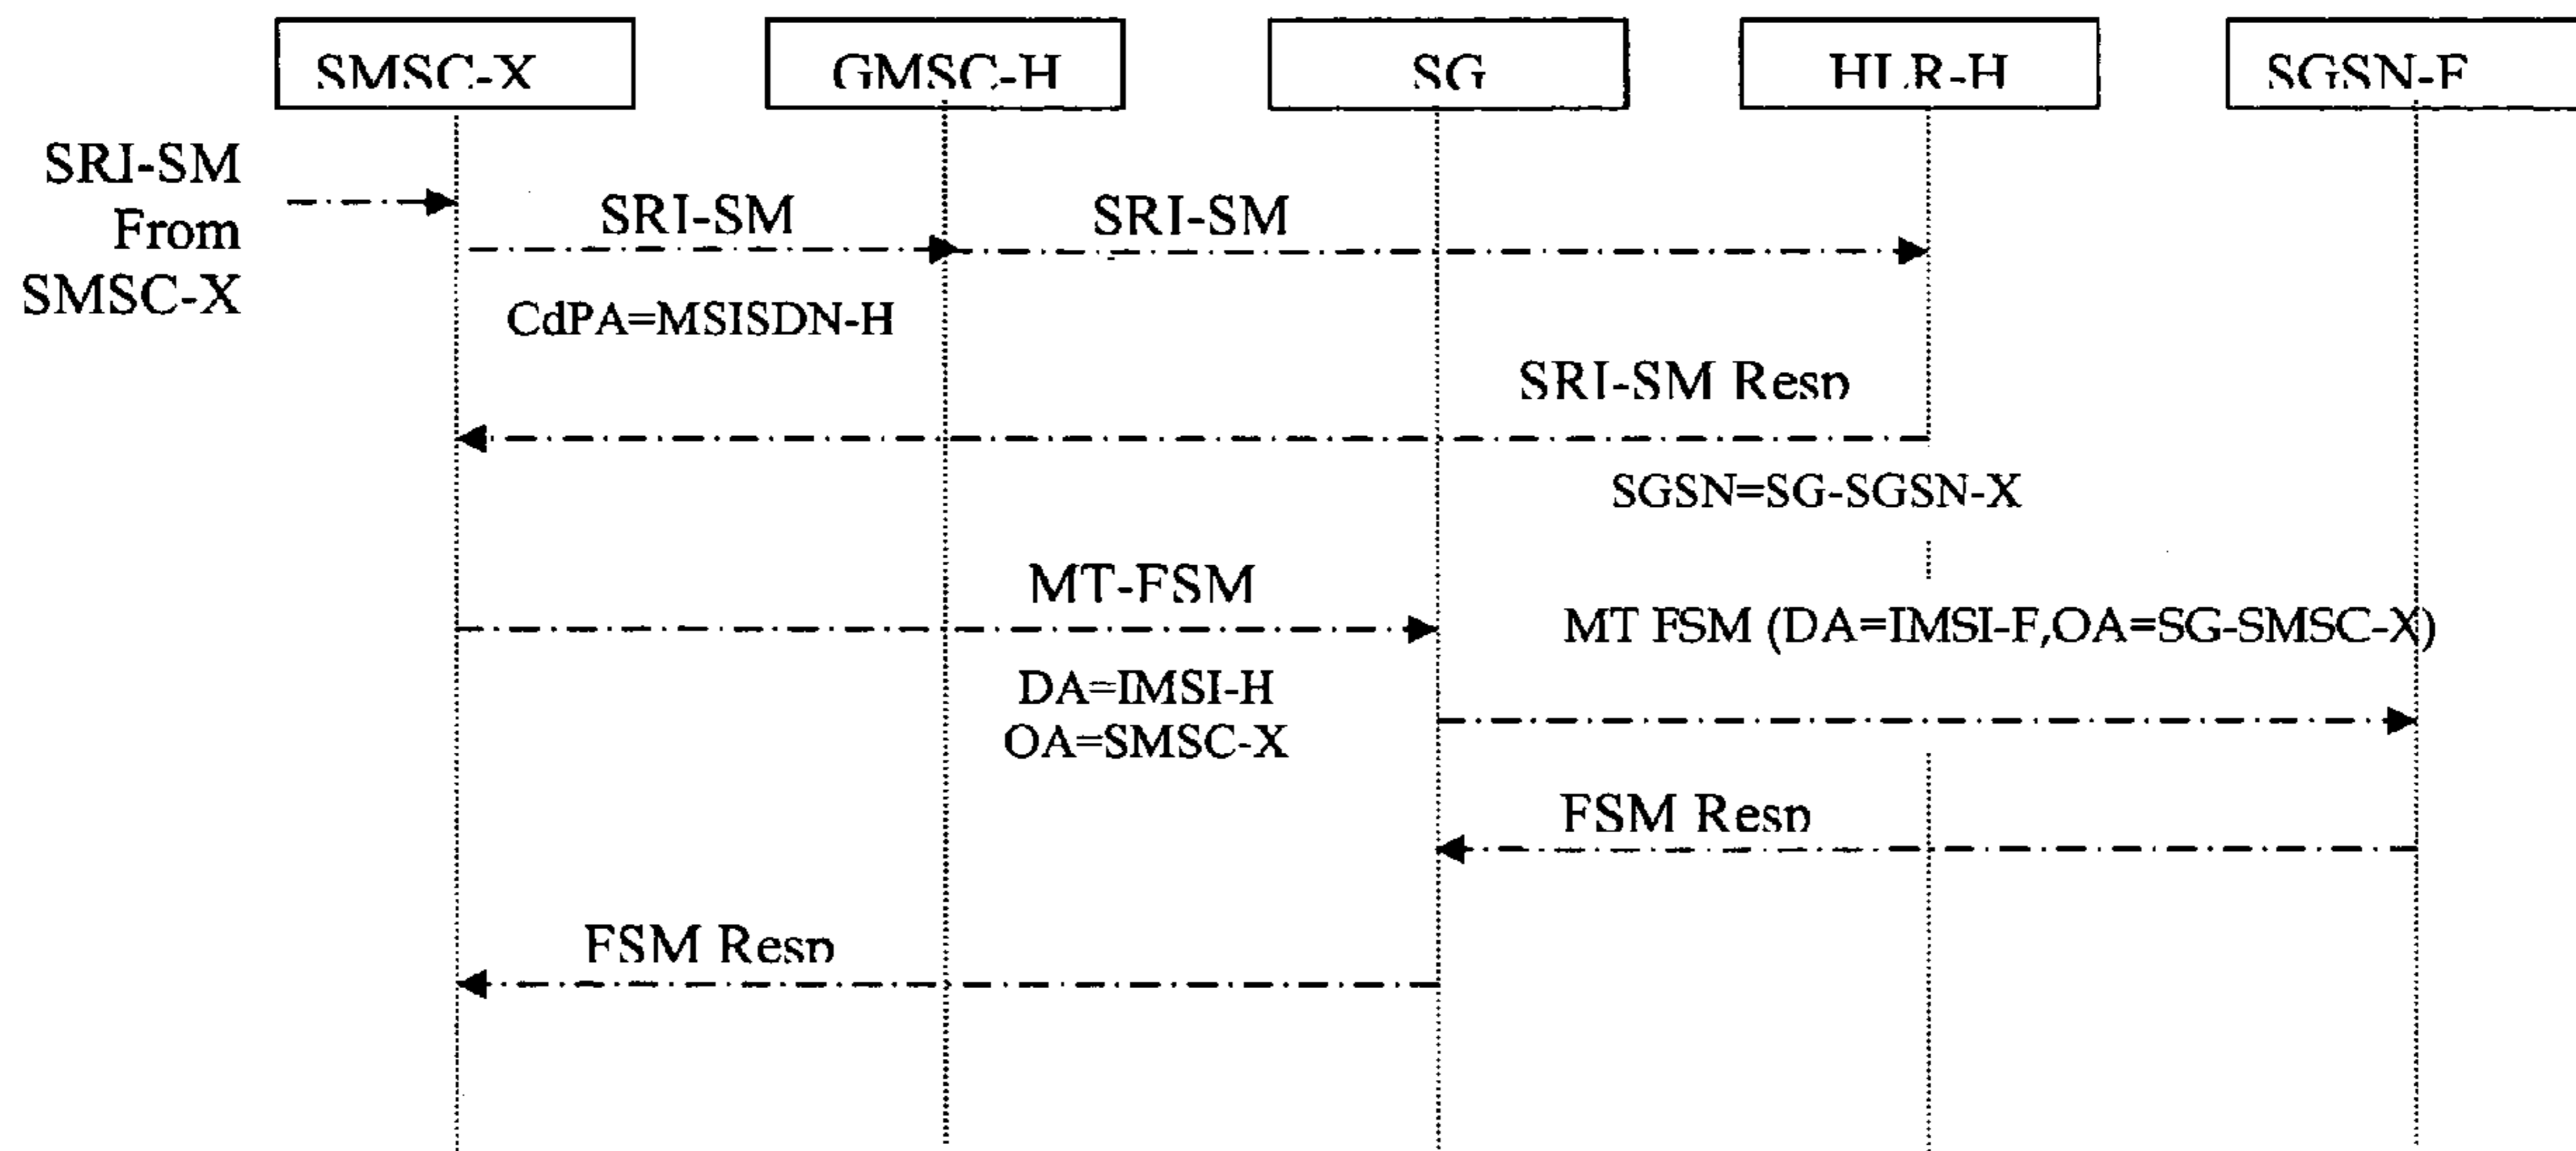 SMSC-X
GMSC-H
SG
HLR-H
SGSN-F
SRI-SM
From
SMSC-X
SRI-SM
SRI-SM
CdPA=MSISDN-H
SRI-SM Resp
SGSN=SG-SGSN-X
MT-FSM
MT FSM (DA=IMSI-F,OA=SG-SMSC-X)
DA=IMSI-H
OA=SMSC-X
FSM Resp
FSM Resp